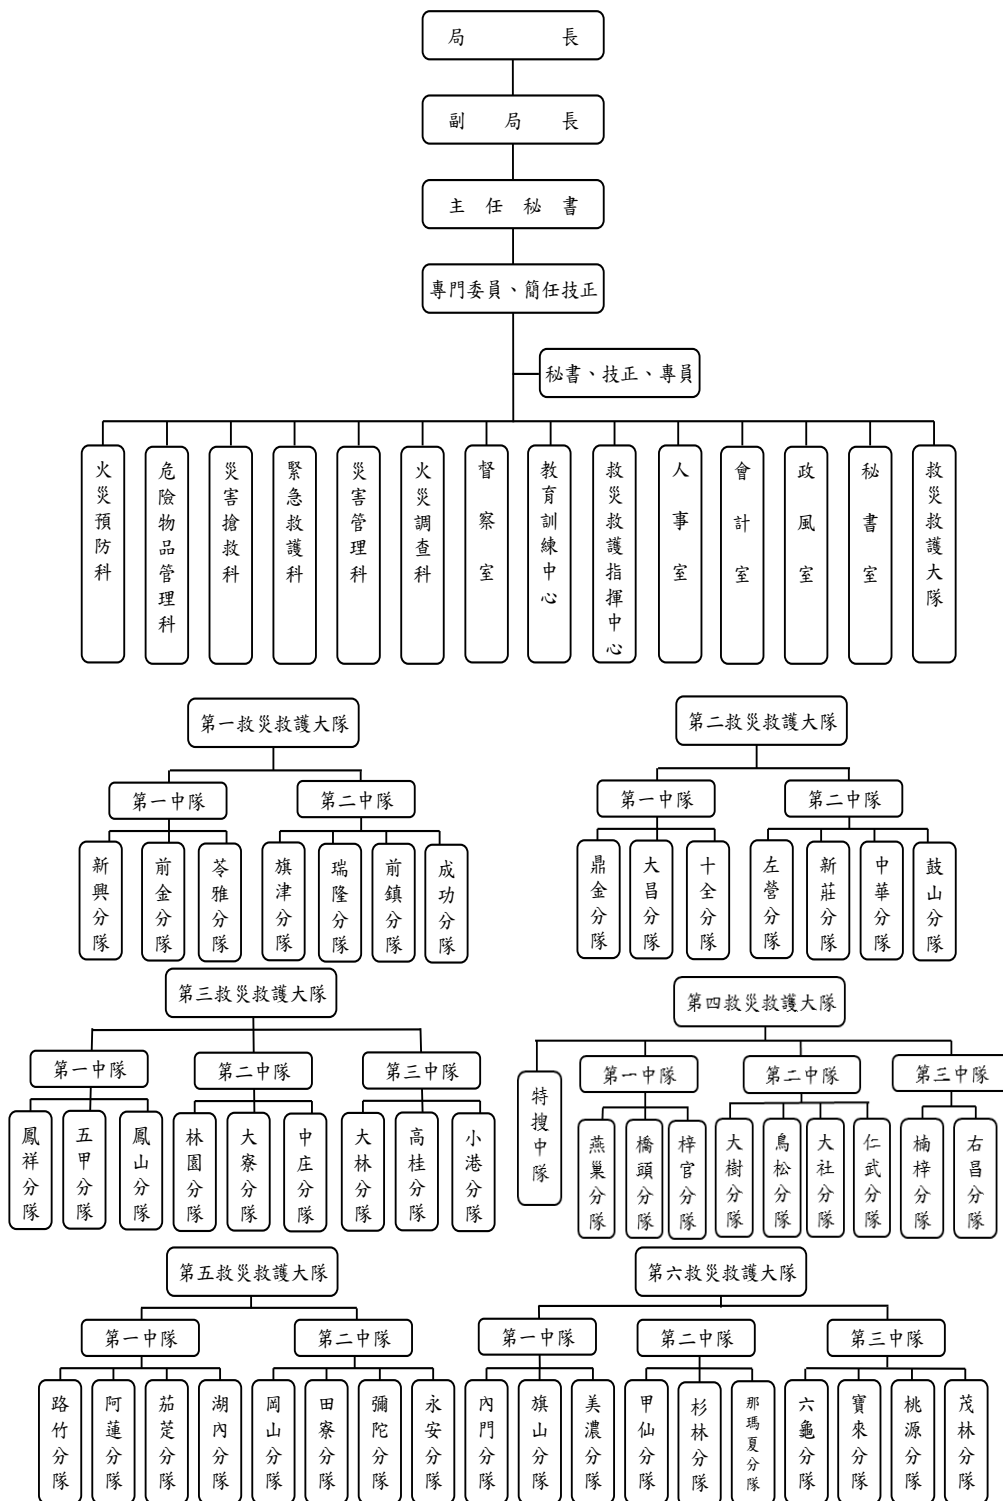 局長
副局長
主任秘書
專門委員、簡任技正
秘書、技正、專員
火災預防科
危險物品管理科
災害搶救科
緊急救護科
災害管理科
火災調查科
督察室
教育訓練中心
救災救護指揮中心
人事室
會計室
政風室
秘書室
救災救護大隊
第一救災救護大隊
第一中隊
新興分隊
前金分隊
苓雅分隊
第二中隊
旗津分隊
瑞隆分隊
前鎮分隊
成功分隊
第二救災救護大隊
第一中隊
鼎金分隊
大昌分隊
十全分隊
第二中隊
左營分隊
新莊分隊
中華分隊
鼓山分隊
第三救災救護大隊
第一中隊
鳳祥分隊
五甲分隊
鳳山分隊
第二中隊
林園分隊
大寮分隊
中庄分隊
第三中隊
大林分隊
高桂分隊
小港分隊
第四救災救護大隊
特搜中隊
第一中隊
燕巢分隊
橋頭分隊
梓官分隊
第二中隊
大樹分隊
鳥松分隊
大社分隊
仁武分隊
第三中隊
楠梓分隊
右昌分隊
第五救災救護大隊
第一中隊
路竹分隊
阿蓮分隊
茄萣分隊
湖內分隊
第二中隊
岡山分隊
田寮分隊
彌陀分隊
永安分隊
第六救災救護大隊
第一中隊
內門分隊
旗山分隊
美濃分隊
第二中隊
甲仙分隊
杉林分隊
那瑪夏分隊
第三中隊
六龜分隊
寶來分隊
桃源分隊
茂林分隊